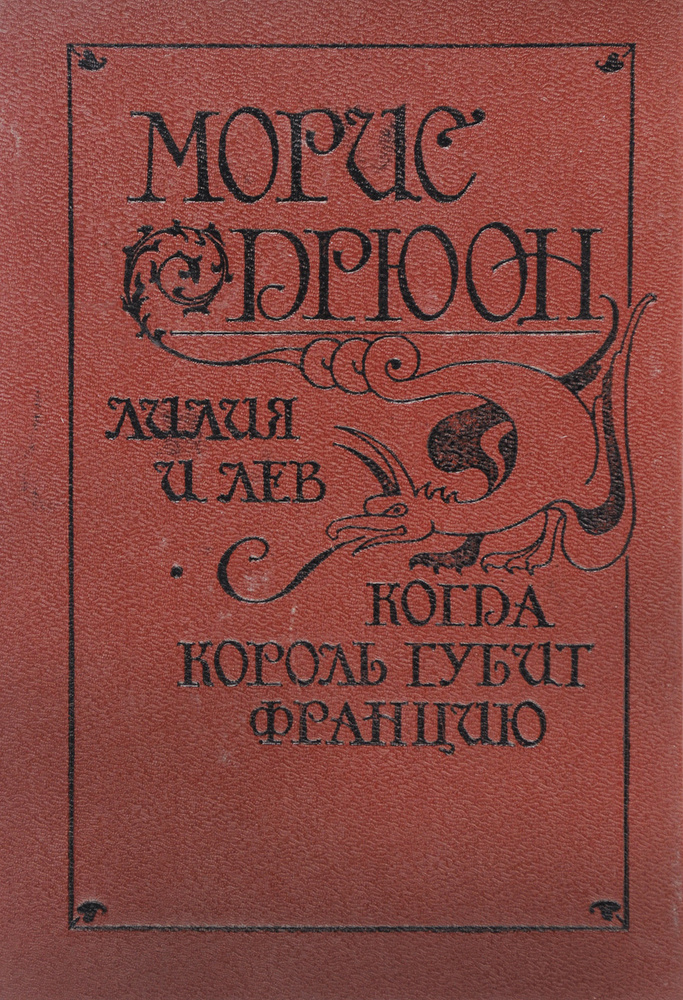 МОРИС
ДРЮОН
ЛИЛИЯ
И ЛЕВ
КОГДА
КОРОЛЬ ГУБИТ
ФРАНЦИЮ